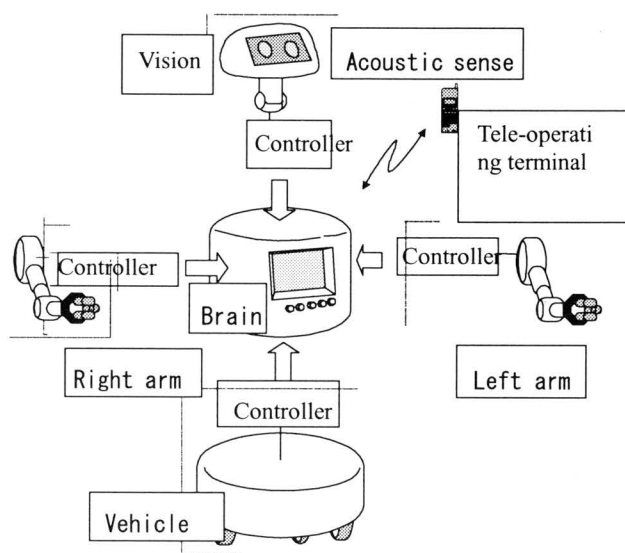 Vision
Acoustic sense
Controller
Tele-operati
ng terminal
Controller
Controller
Brain
Right arm
Left arm
Controller
Vehicle